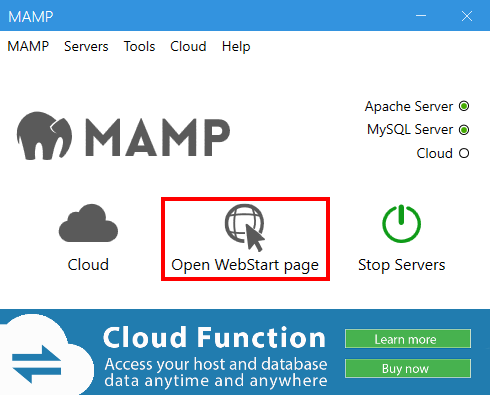 MAMP
MAMP Servers Tools Cloud Help
Apache Server
MySQL Server
Cloud
MAMP
Cloud
Open WebStart page
Stop Servers
Cloud Function
Access your host and database
data anytime and anywhere
Learn more
Buy now